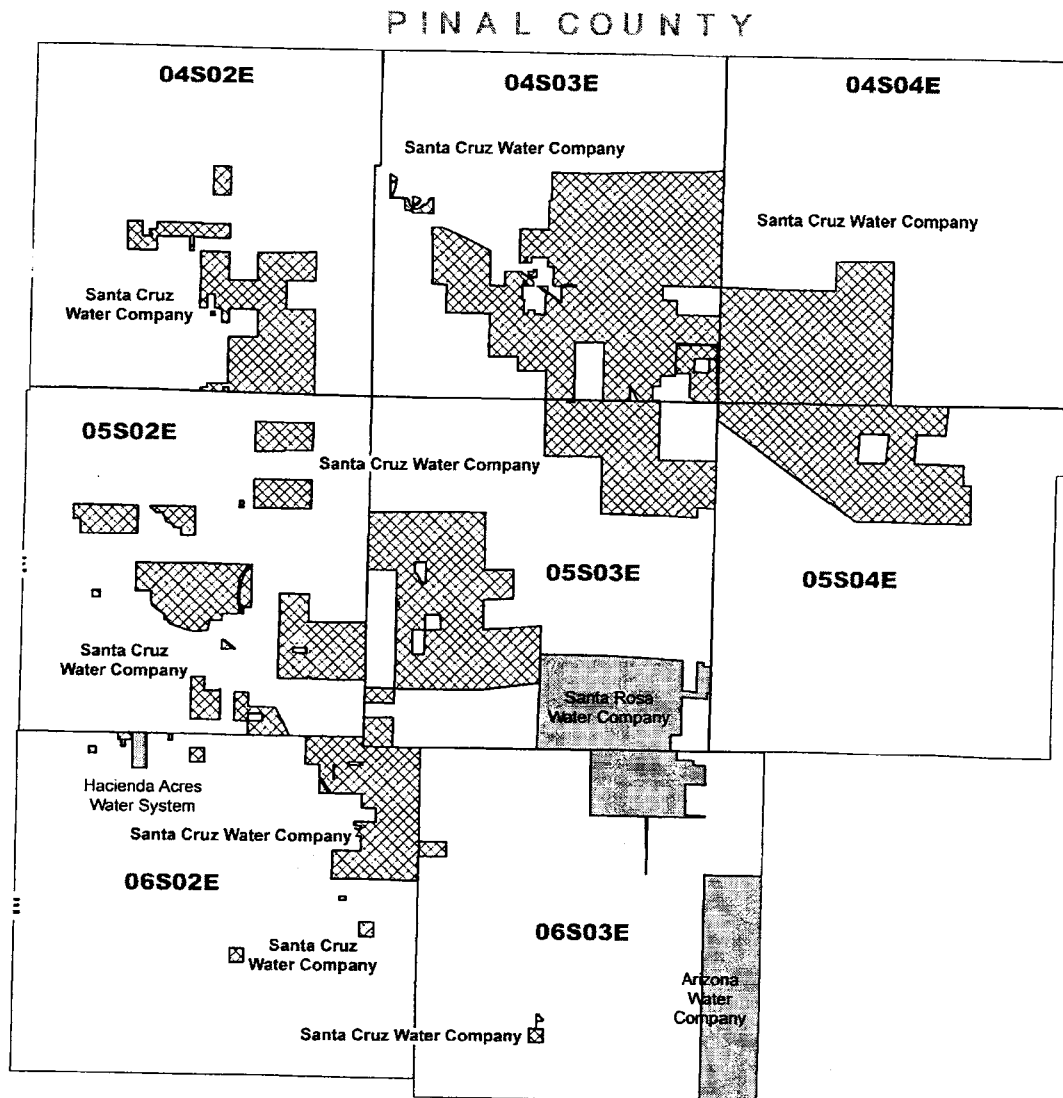 PINAL COUNTY
04S02E
04S03E
04S04E
Santa Cruz Water Company
Santa Cruz Water Company
Santa Cruz
Water Company
05S02E
Santa Cruz Water Company
05S03E
05S04E
Santa Cruz
Water Company
Santa Rosa
Water Company
Hacienda Acres
Water System
Santa Cruz Water Company
06S02E
06S03E
Santa Cruz
Water Company
Arizona
Water
Company
Santa Cruz Water Company